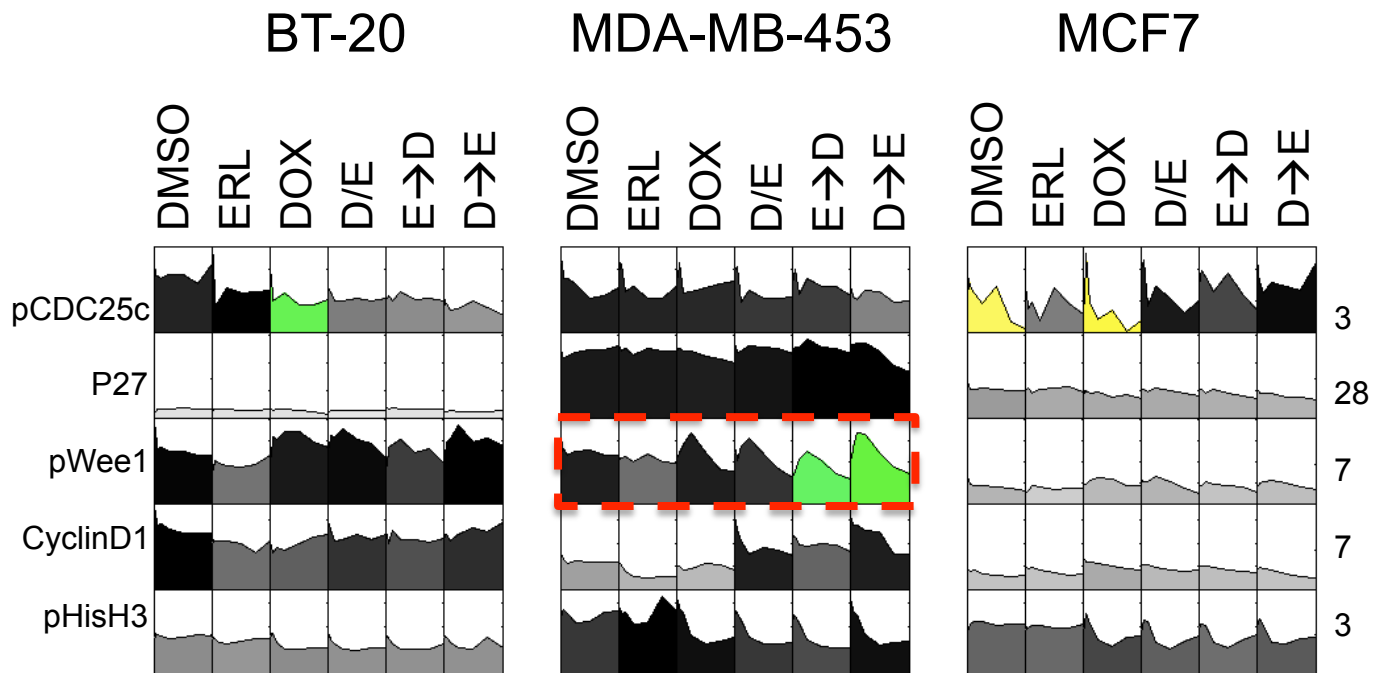 BT-20 MDA-MB-453 MCF7
DMSO ERL DOX D/E E→D D→E DMSO ERL DOX D/E E→D D→E DMSO ERL DOX D/E E→D D→E
pCDC25c 3
P27 28
pWee1 7
CyclinD1 7
pHisH3 3